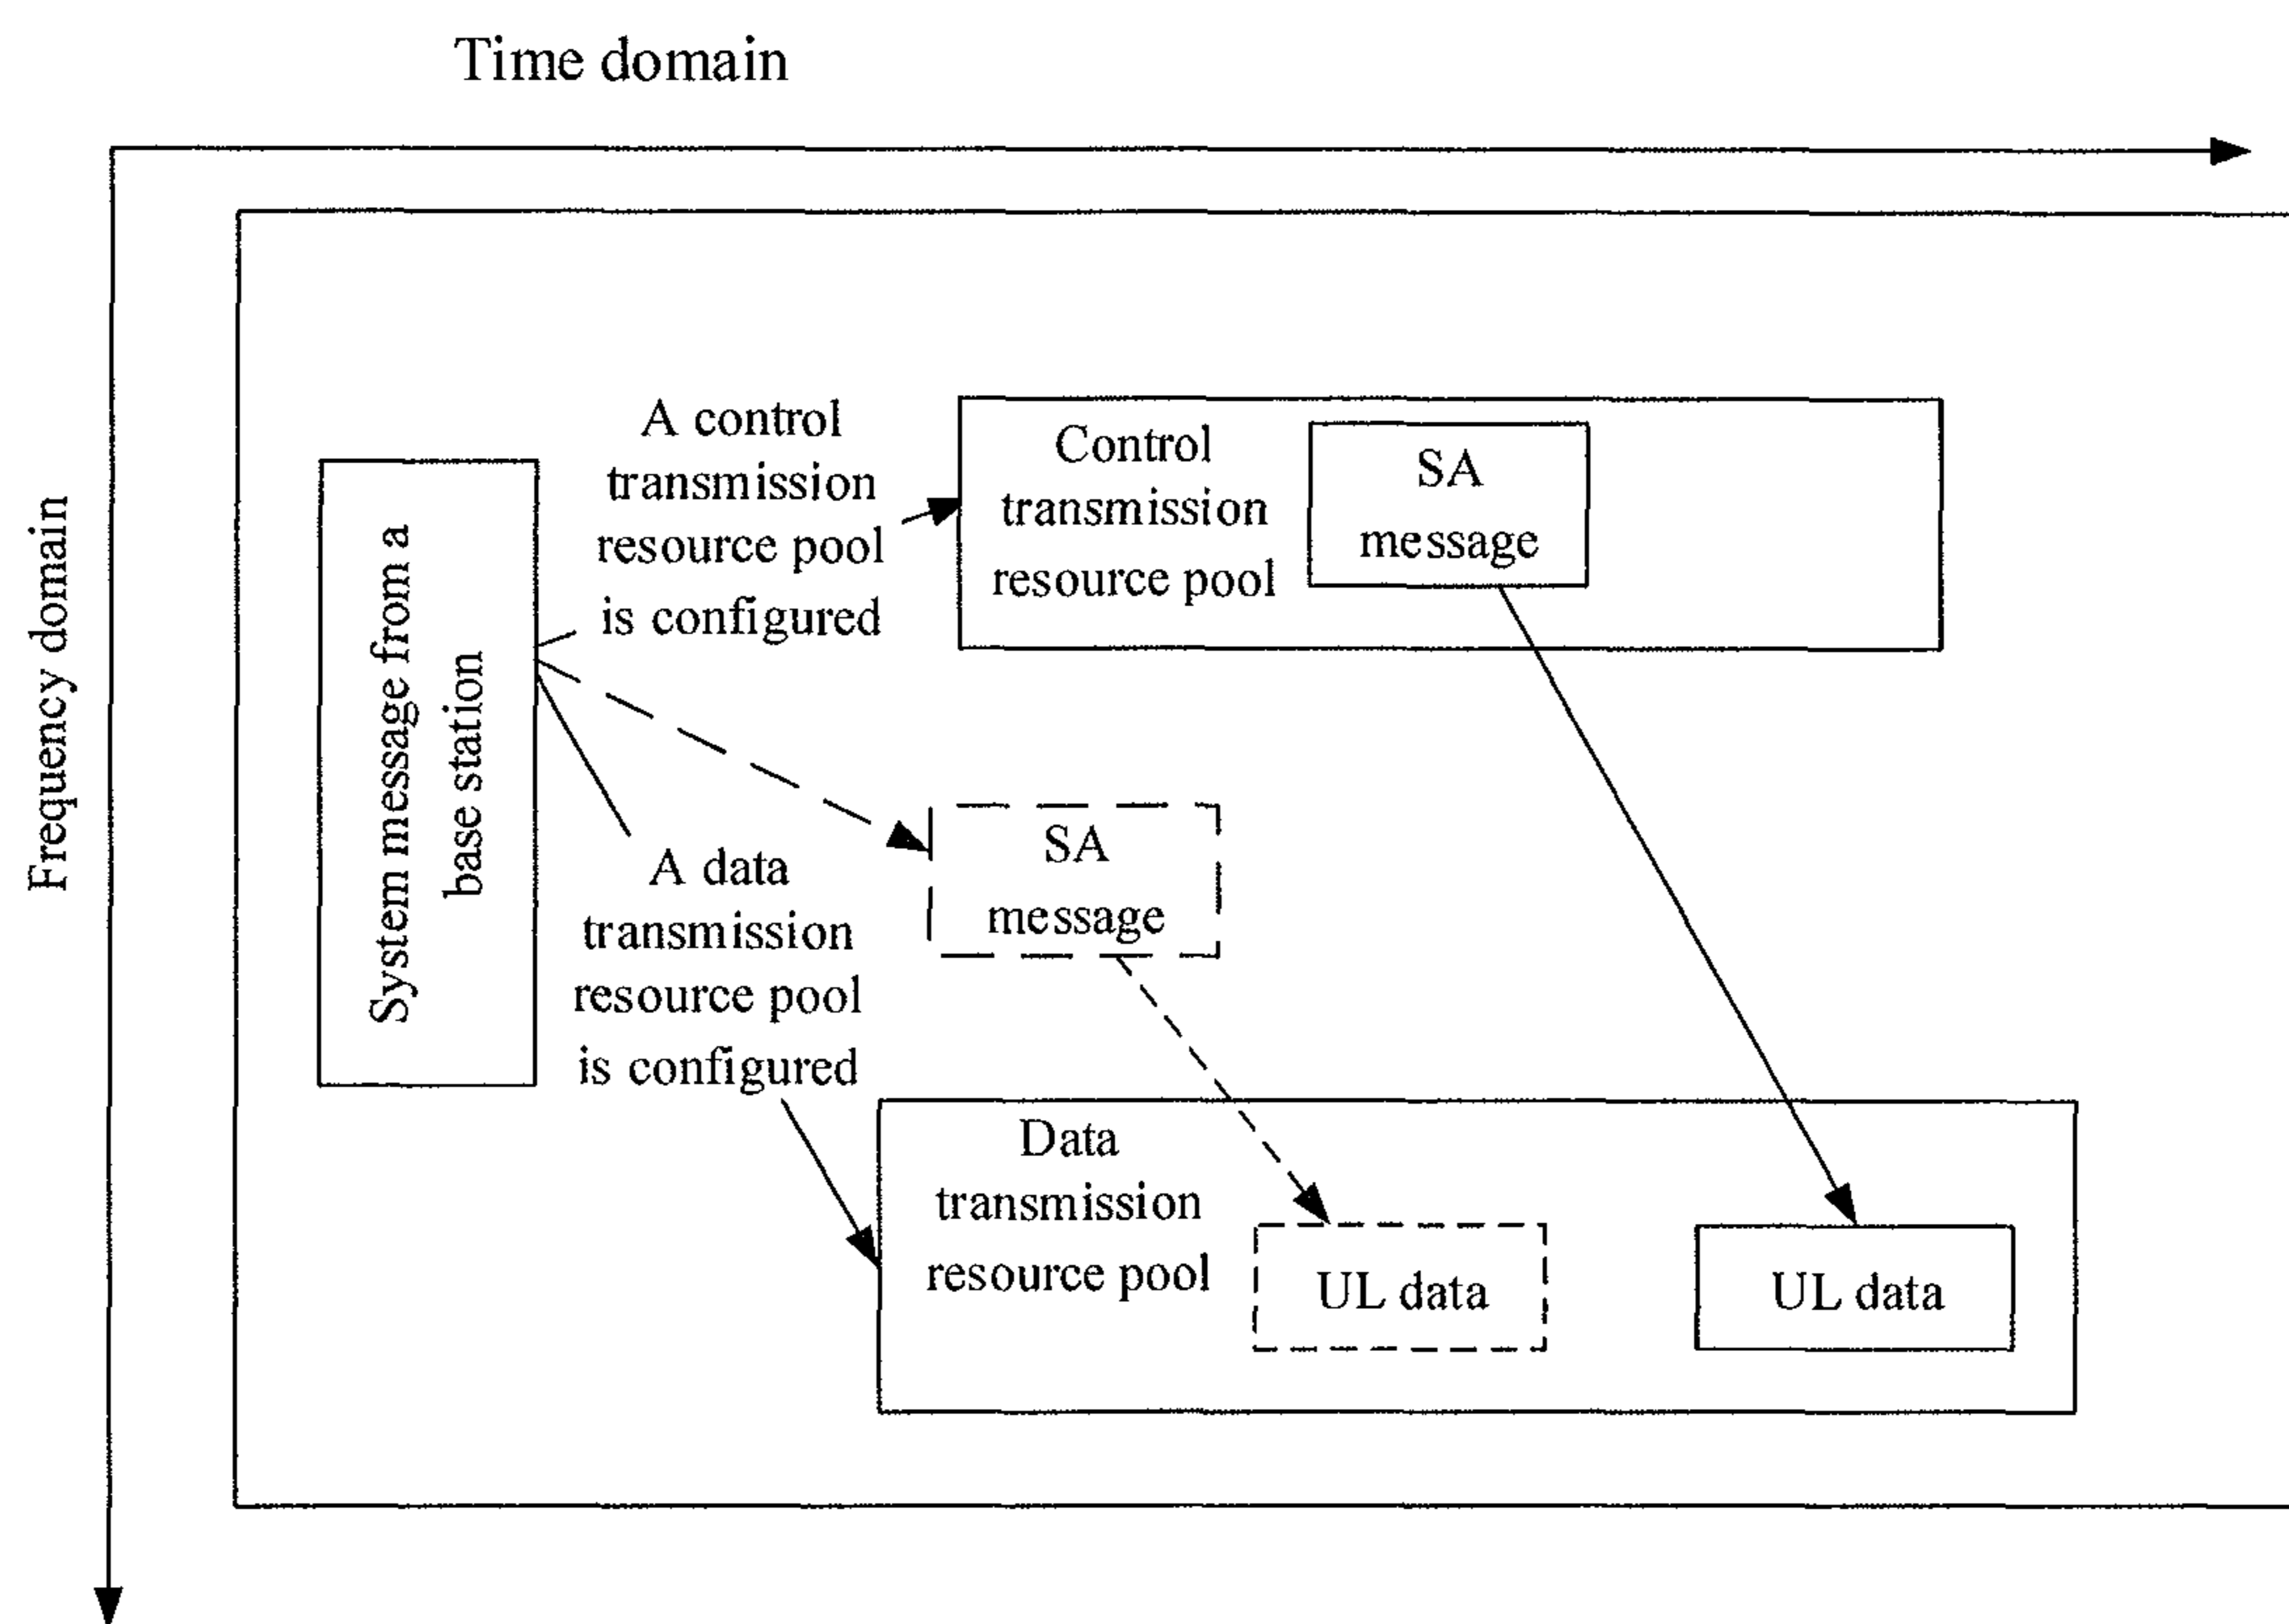 Time domain
Frequency domain
System message from a
base station
A control
transmission
resource pool
is configured
Control
transmission
resource pool
SA
message
A data
transmission
resource pool
is configured
SA
message
Data
transmission
resource pool
UL data
UL data